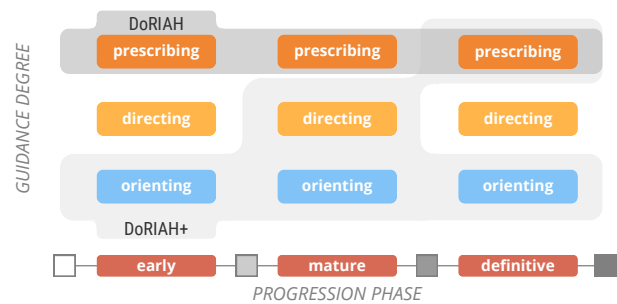 DoRIAH
prescribing prescribing prescribing
GUIDANCE DEGREE
directing directing directing
orienting orienting orienting
DoRIAH+
early mature definitive
PROGRESSION PHASE